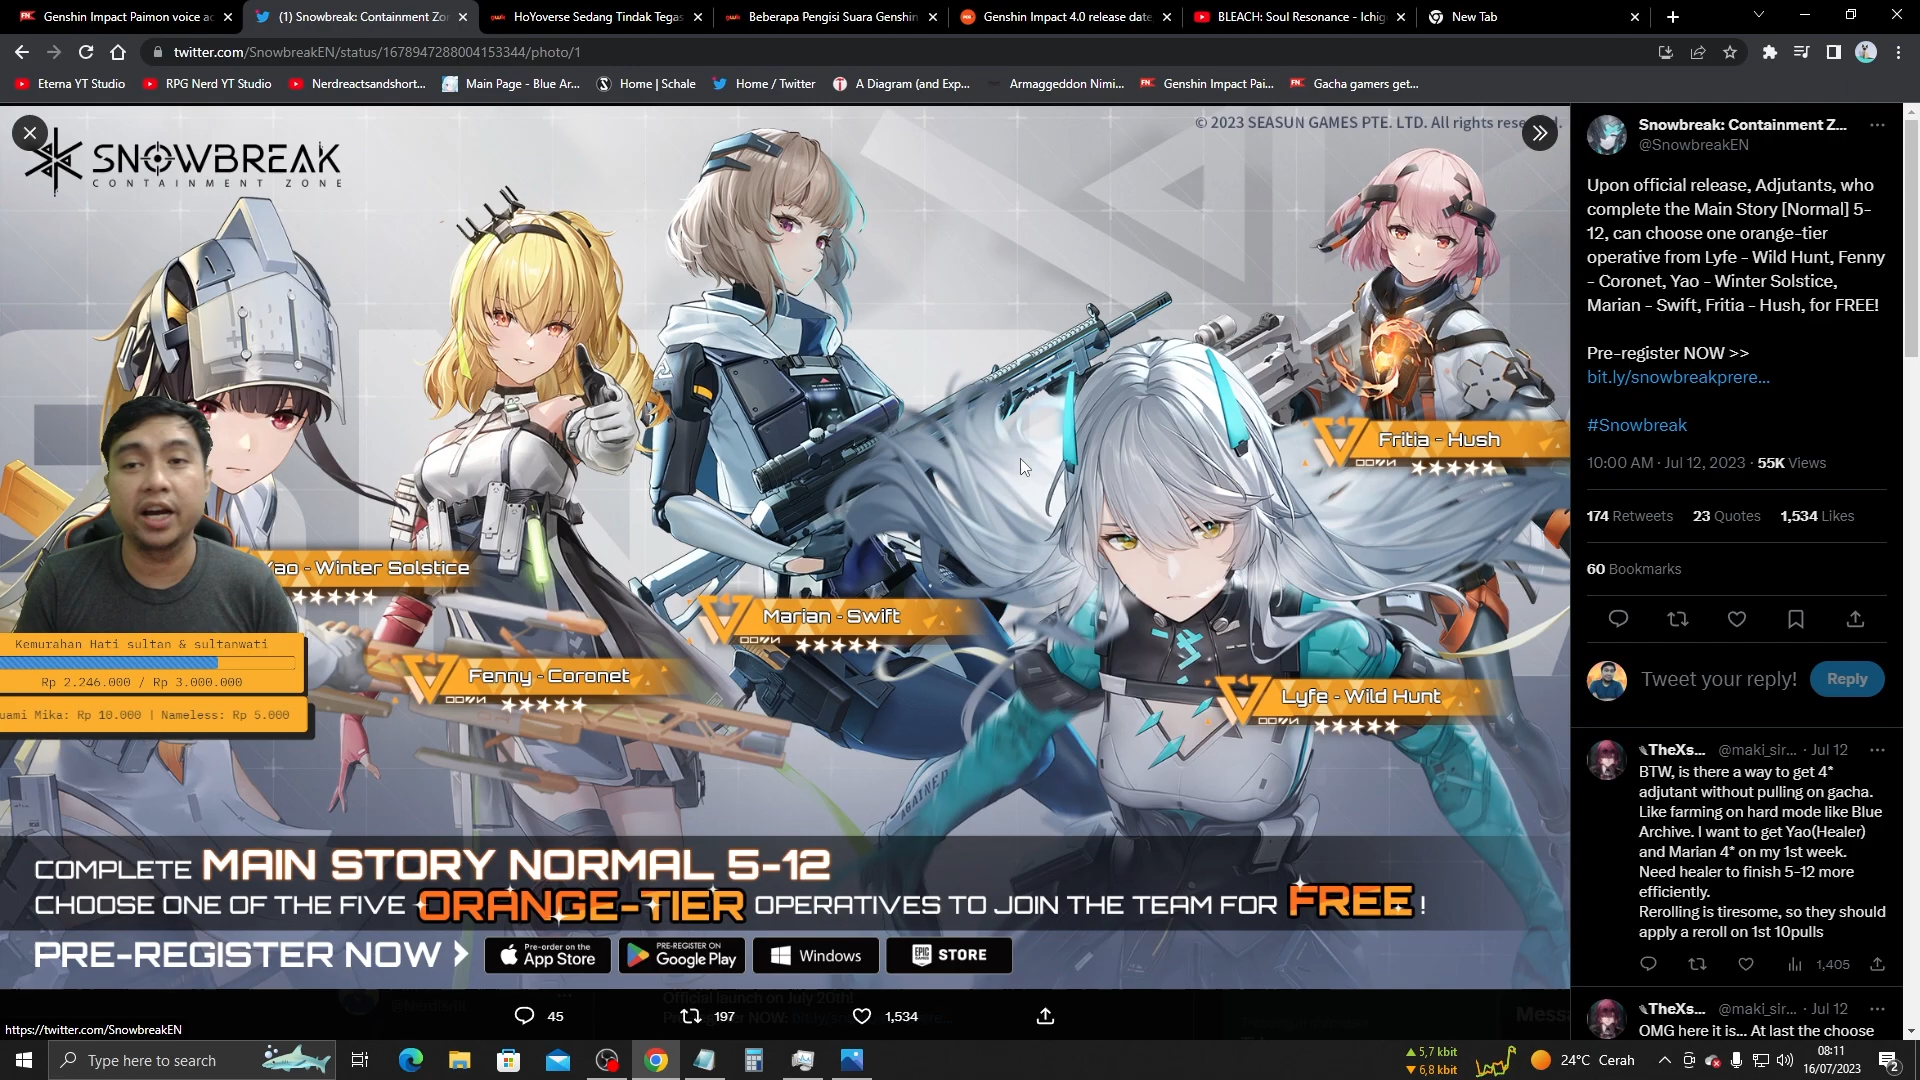 Genshin Impact Paimon voice ac
(1) Snowbreak: Containment Zon
HoYoverse Sedang Tindak Tegas
Beberapa Pengisi Suara Genshin
Genshin Impact 4.0 release date
BLEACH: Soul Resonance - Ichig
New Tab
twitter.com/SnowbreakEN/status/1678947288004153344/photo/1
Eterna YT Studio
RPG Nerd YT Studio
Nerdreactsandshort...
Main Page - Blue Ar...
Home | Schale
Home / Twitter
A Diagram (and Exp...
Armaggeddon Nimi...
Genshin Impact Pai...
Gacha gamers get...
© 2023 SEASUN GAMES PTE. LTD. All rights
SNOWBREAK
CONTAINMENT ZONE
Fritia - Hush
Yao - Winter Solstice
Marian - Swift
Fenny - Coronet
Lyfe - Wild Hunt
Kemurahan Hati sultan & sultanwati
Rp 2.246.000 / Rp 3.000.000
uami Mika: Rp 10.000 | Nameless: Rp 5.000
COMPLETE MAIN STORY NORMAL 5-12
CHOOSE ONE OF THE FIVE ORANGE-TIER OPERATIVES TO JOIN THE TEAM FOR FREE !
PRE-REGISTER NOW
Pre-order on the
App Store
PRE-REGISTER ON
Google Play
Windows
EPIC GAMES
STORE
Official launch on July 20th!
45
197
1,534
https://twitter.com/SnowbreakEN
Snowbreak: Containment Z...
@SnowbreakEN
Upon official release, Adjutants, who
complete the Main Story [Normal] 5-
12, can choose one orange-tier
operative from Lyfe - Wild Hunt, Fenny
- Coronet, Yao - Winter Solstice,
Marian - Swift, Fritia - Hush, for FREE!
Pre-register NOW >>
bit.ly/snowbreakprere...
#Snowbreak
10:00 AM · Jul 12, 2023 · 55K Views
174 Retweets 23 Quotes 1,534 Likes
60 Bookmarks
Tweet your reply!
Reply
TheXs... @maki_sir... · Jul 12
BTW, is there a way to get 4*
adjutant without pulling on gacha.
Like farming on hard mode like Blue
Archive. I want to get Yao(Healer)
and Marian 4* on my 1st week.
Need healer to finish 5-12 more
efficiently.
Rerolling is tiresome, so they should
apply a reroll on 1st 10pulls
1,405
TheXs... @maki_sir... · Jul 12
OMG here it is... At last the choose
Type here to search
5,7 kbit
6,8 kbit
24°C Cerah
08:11
16/07/2023
2